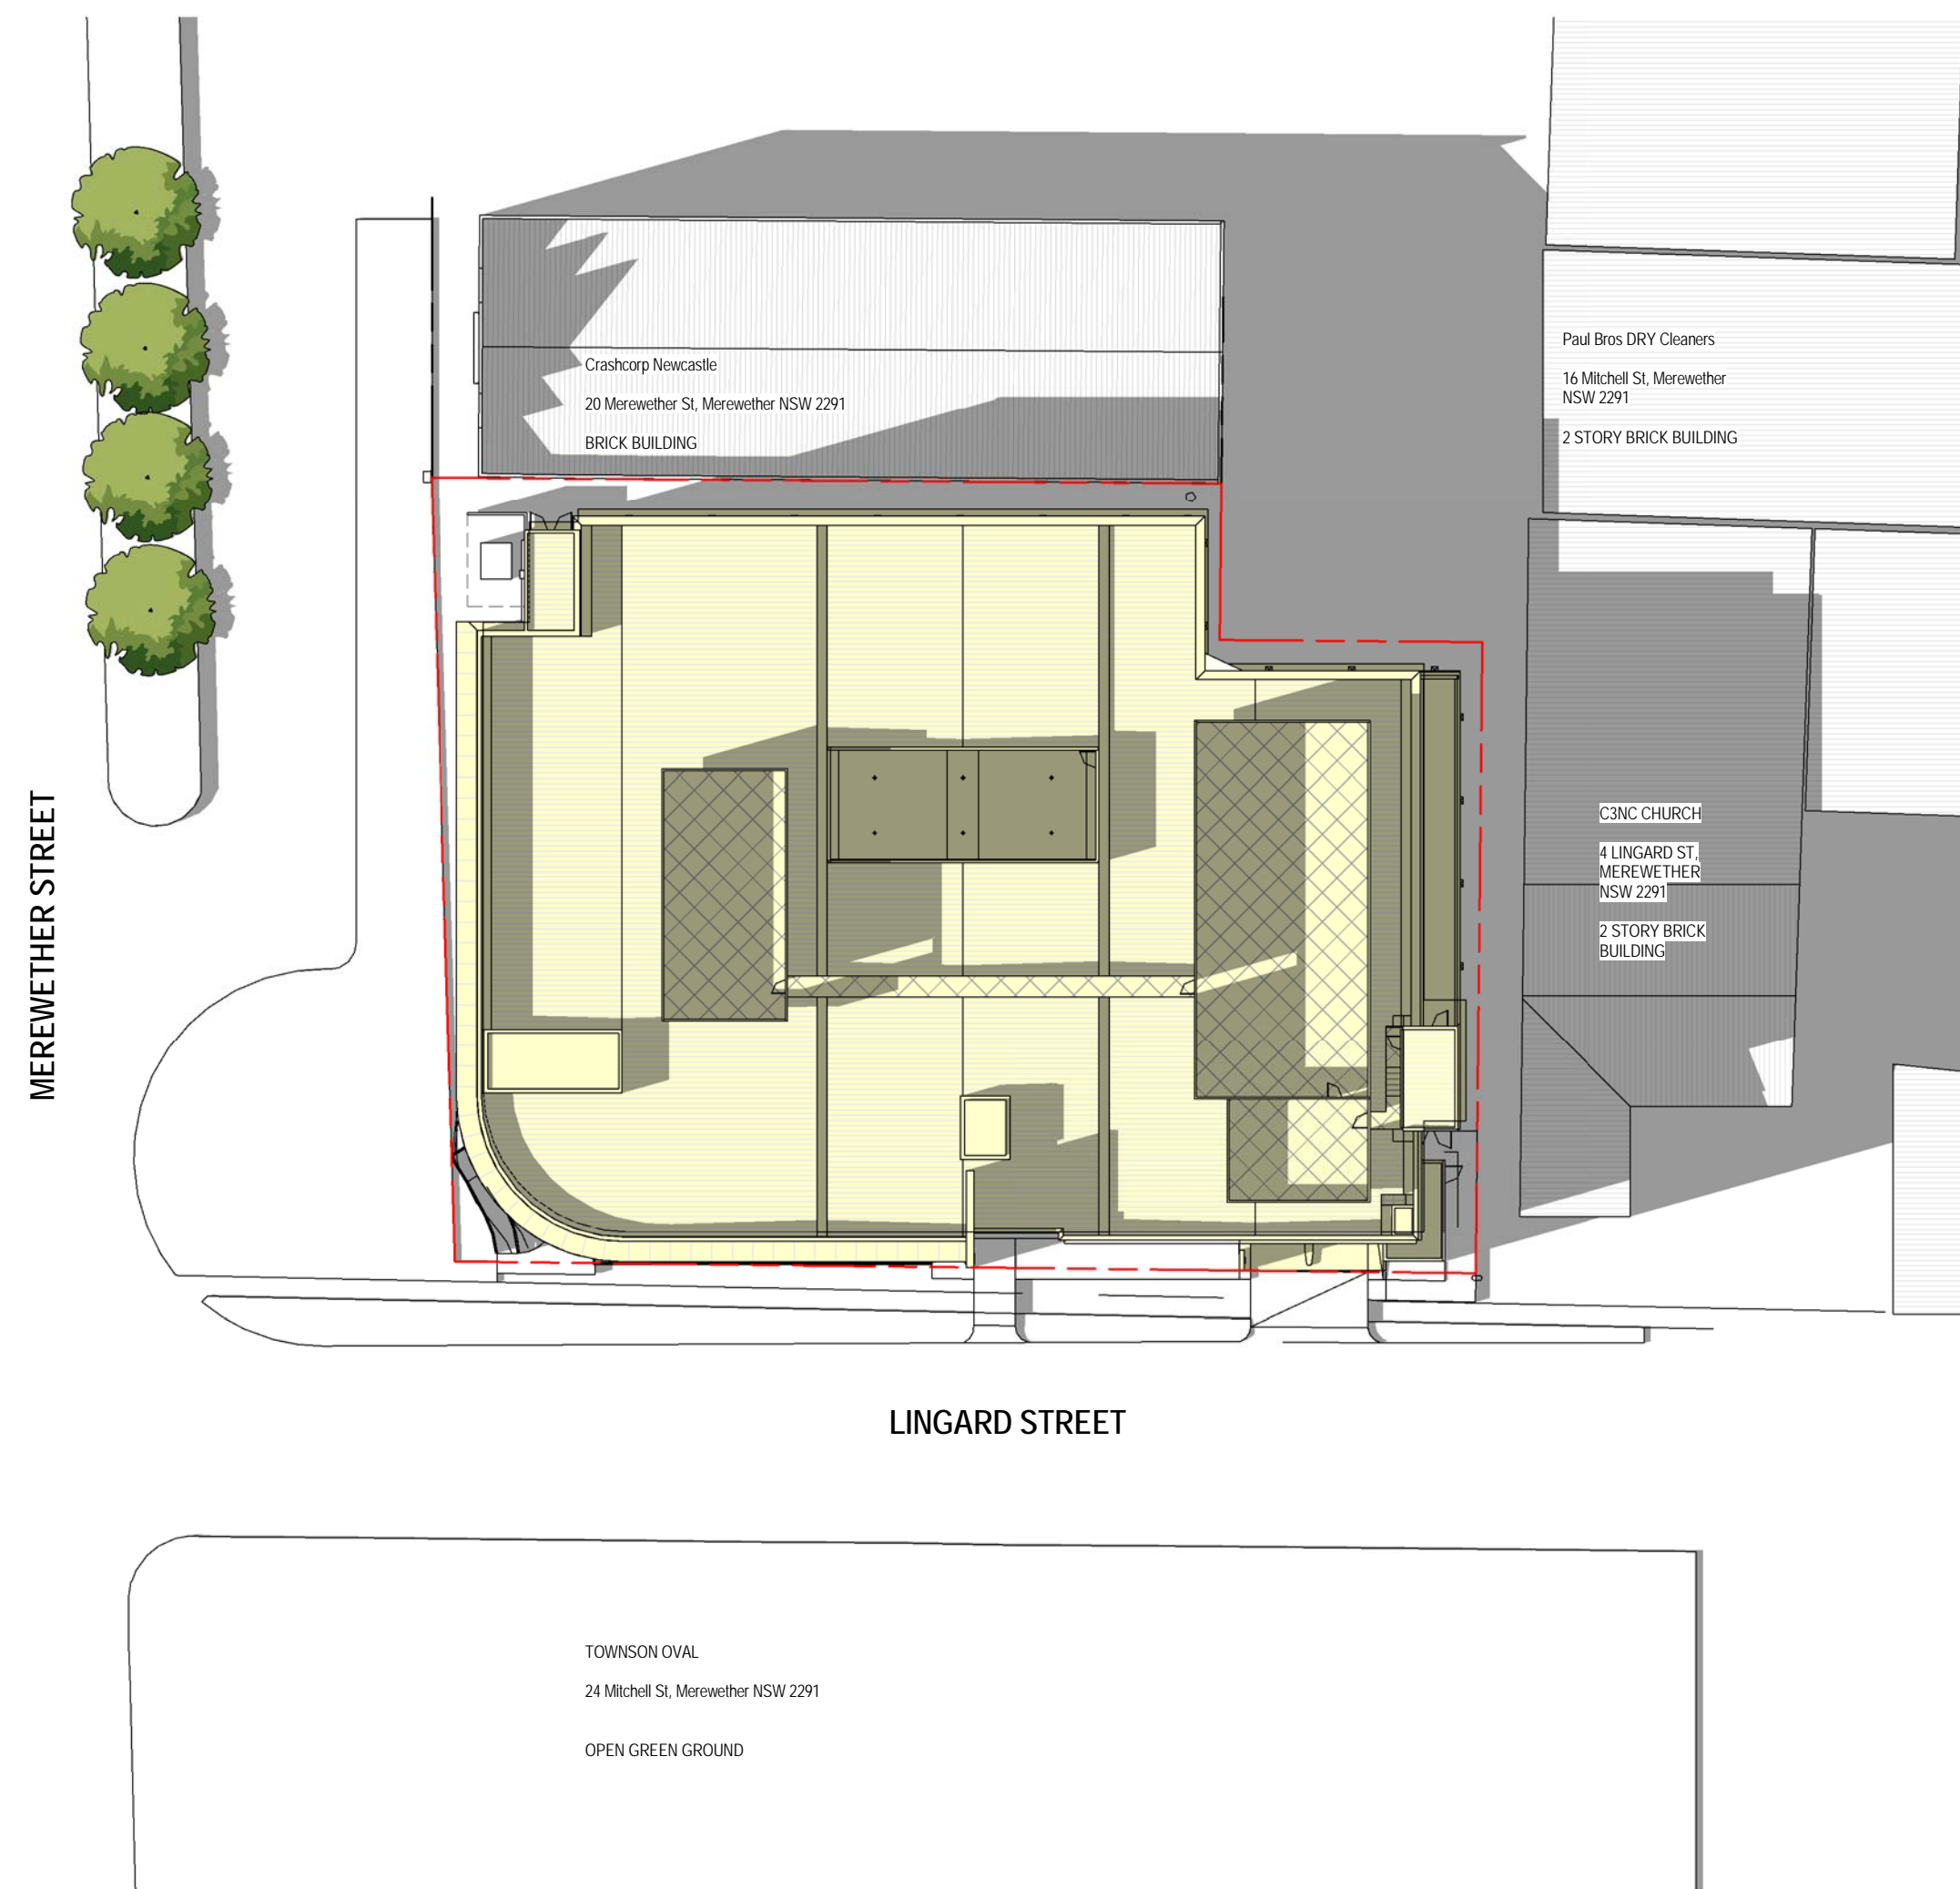 Crashcorp Newcastle
20 Merewether St, Merewether NSW 2291
BRICK BUILDING
Paul Bros DRY Cleaners
16 Mitchell St, Merewether
NSW 2291
2 STORY BRICK BUILDING
C3NC CHURCH
4 LINGARD ST,
MEREWETHER
NSW 2291
2 STORY BRICK
BUILDING
MEREWETHER STREET
LINGARD STREET
TOWNSON OVAL
24 Mitchell St, Merewether NSW 2291
OPEN GREEN GROUND